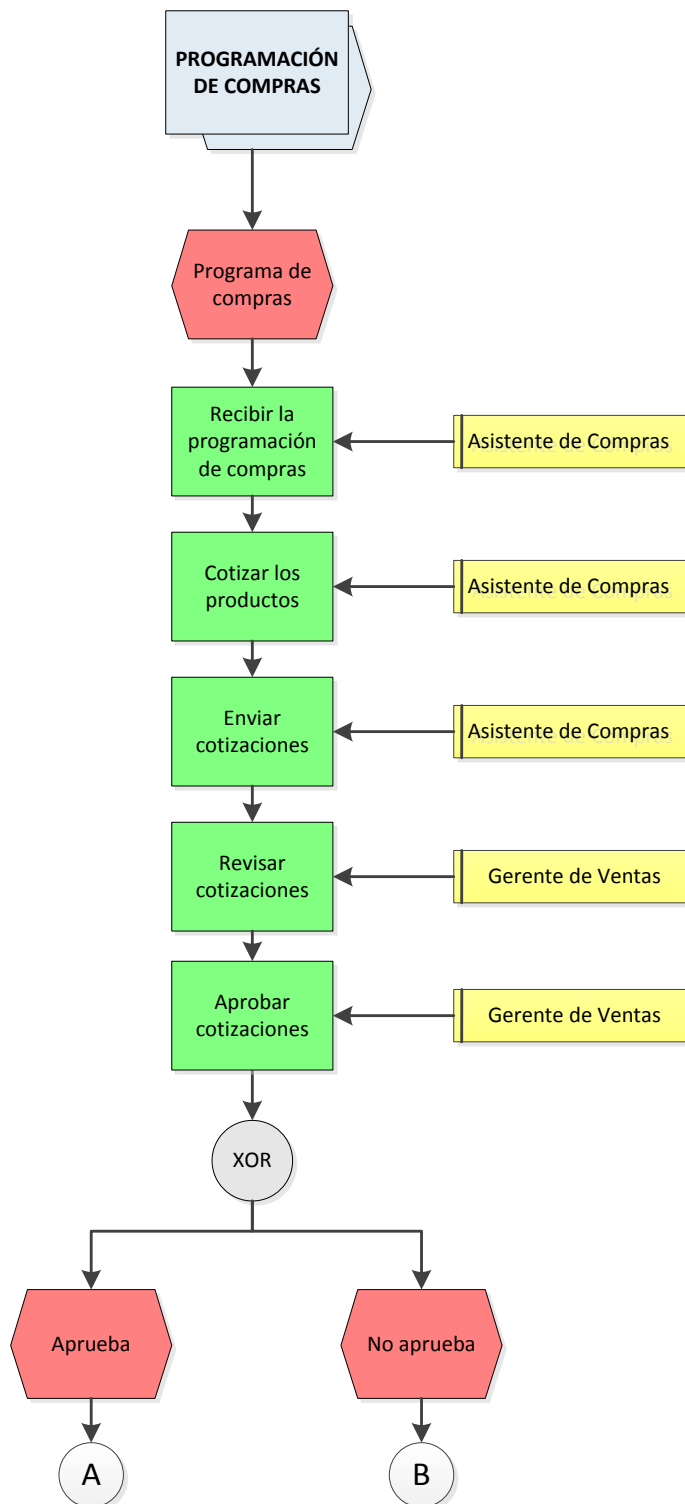 PROGRAMACIÓN
DE COMPRAS
Programa de
compras
Recibir la
programación
de compras
Asistente de Compras
Cotizar los
productos
Asistente de Compras
Enviar
cotizaciones
Asistente de Compras
Revisar
cotizaciones
Gerente de Ventas
Aprobar
cotizaciones
Gerente de Ventas
XOR
Aprueba
No aprueba
A
B